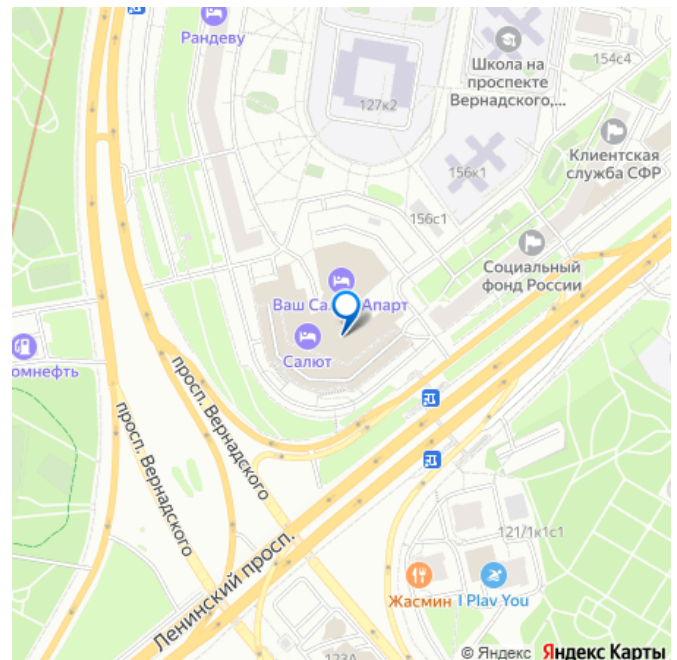 Рандеву
Школа на
проспекте
Вернадского,...
154с4
127к2
Клиентская
служба СФР
156к1
156с1
Социальный
фонд России
Ваш Са Апарт
Салют
омнефть
просп. Вернадского
просп. Вернадского
Ленинский просп.
121/1к1с1
Жасмин
I Plav You
123А
© Яндекс Яндекс Карты